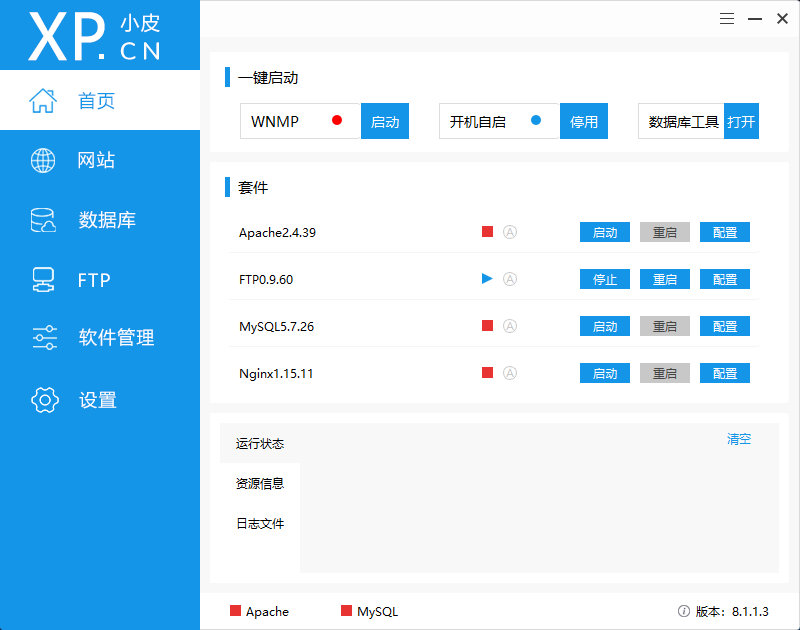 XP. 小皮
CN
首页
网站
数据库
FTP
软件管理
设置
一键启动
WNMP 启动 开机自启 停用 数据库工具 打开
套件
Apache2.4.39 A 启动 重启 配置
FTP0.9.60 A 停止 重启 配置
MySQL5.7.26 A 启动 重启 配置
Nginx1.15.11 A 启动 重启 配置
运行状态 清空
资源信息
日志文件
Apache MySQL 版本：8.1.1.3